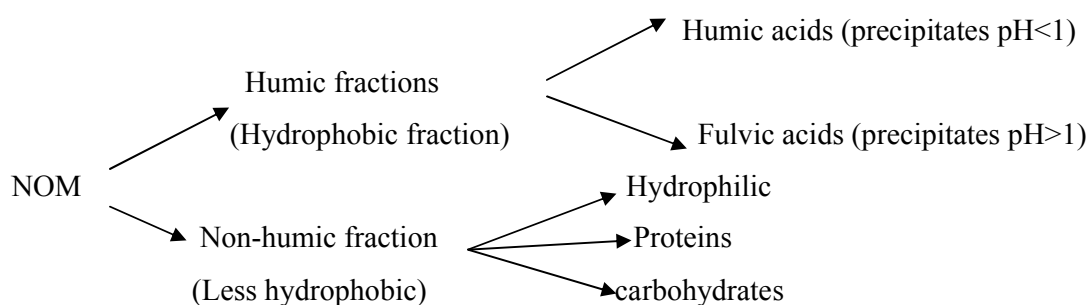 Humic acids (precipitates pH<1)
Humic fractions
(Hydrophobic fraction)
Fulvic acids (precipitates pH>1)
NOM
Hydrophilic
Non-humic fraction
Proteins
(Less hydrophobic)
carbohydrates